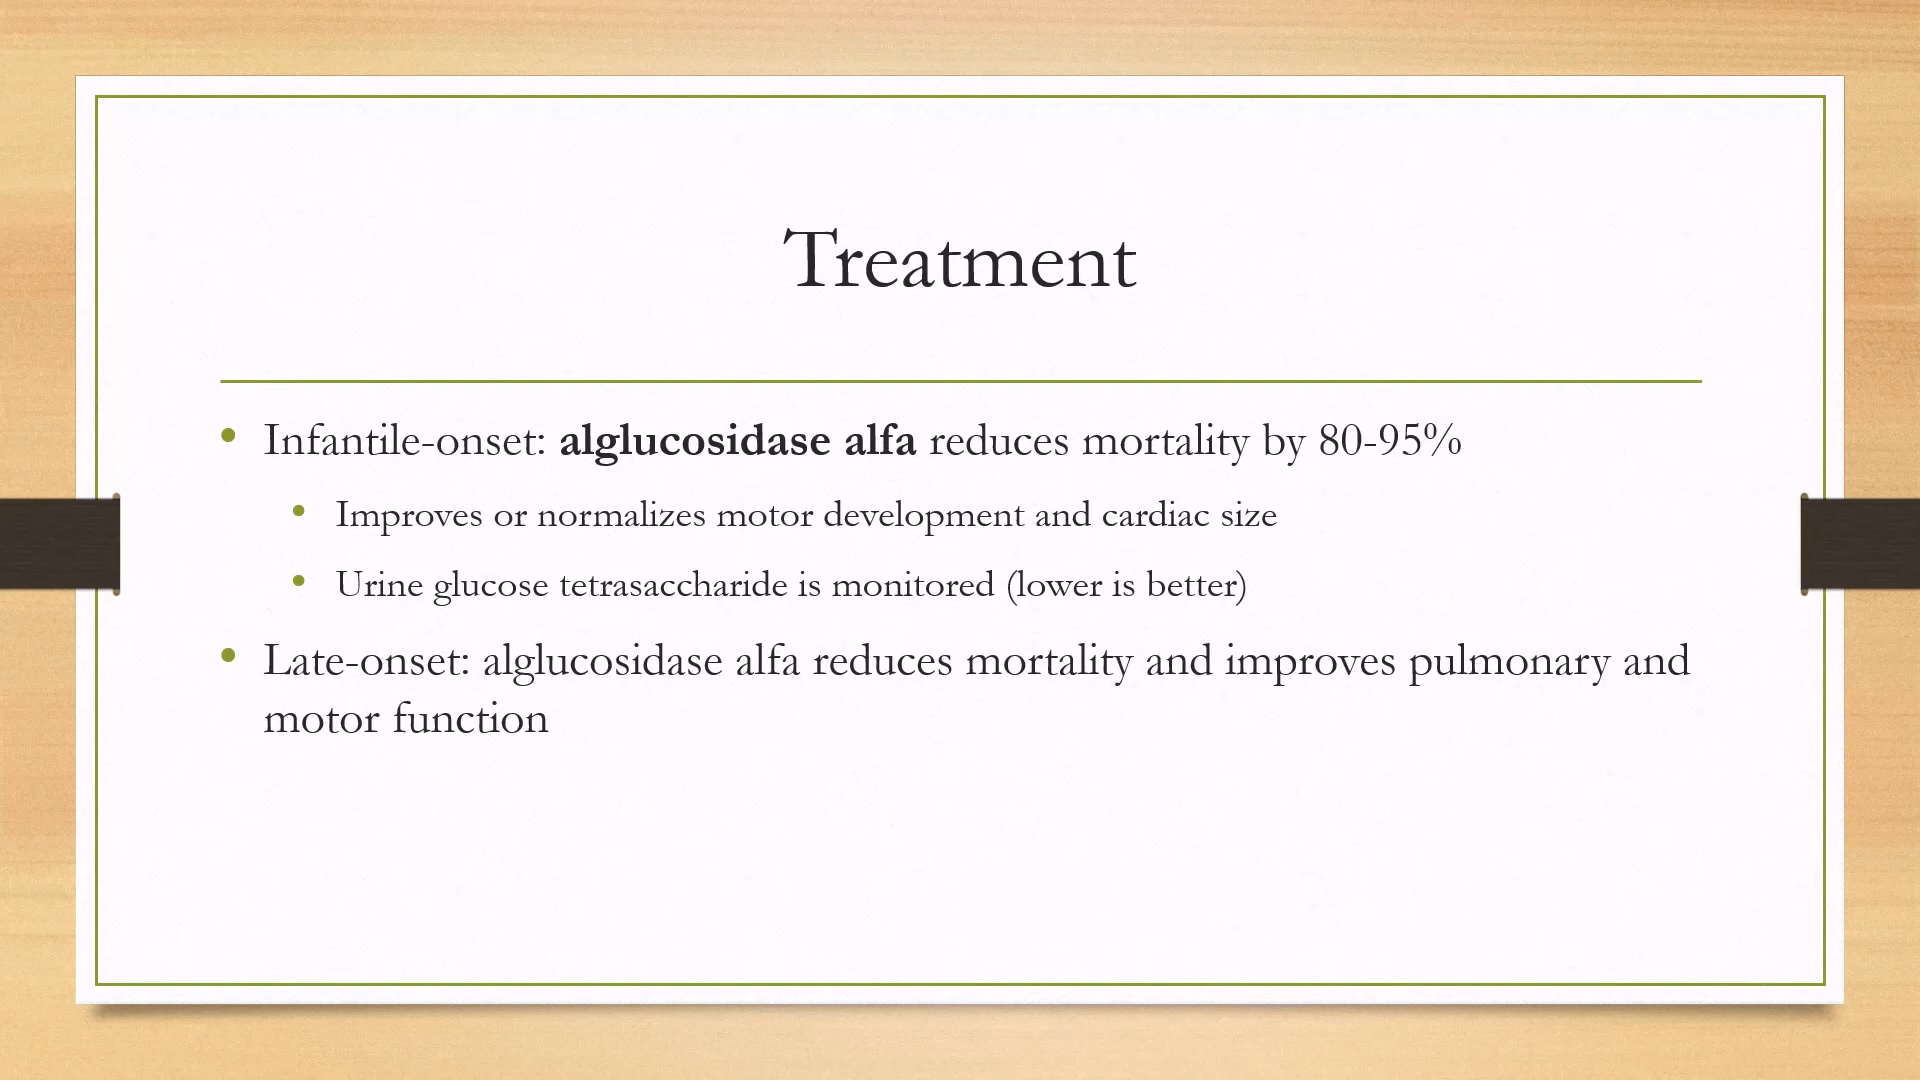 Treatment
• Infantile-onset: alglucosidase alfa reduces mortality by 80-95%
• Improves or normalizes motor development and cardiac size
• Urine glucose tetrasaccharide is monitored (lower is better)
• Late-onset: alglucosidase alfa reduces mortality and improves pulmonary and
motor function